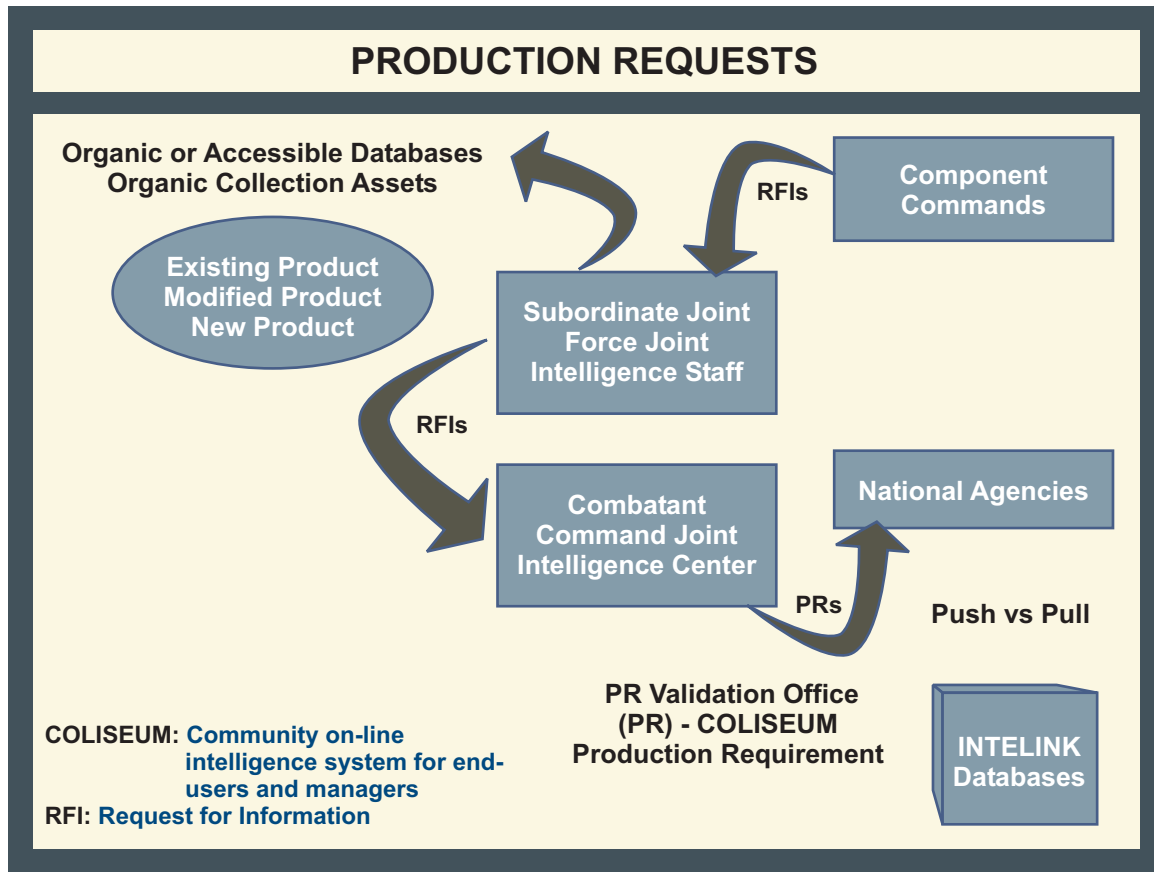 PRODUCTION REQUESTS
Organic or Accessible Databases
Organic Collection Assets
RFIs
Component
Commands
Existing Product
Modified Product
New Product
Subordinate Joint
Force Joint
Intelligence Staff
RFIs
Combatant
Command Joint
Intelligence Center
National Agencies
PRs
Push vs Pull
PR Validation Office
(PR) - COLISEUM
Production Requirement
INTELINK
Databases
COLISEUM: Community on-line
intelligence system for end-
users and managers
RFI: Request for Information